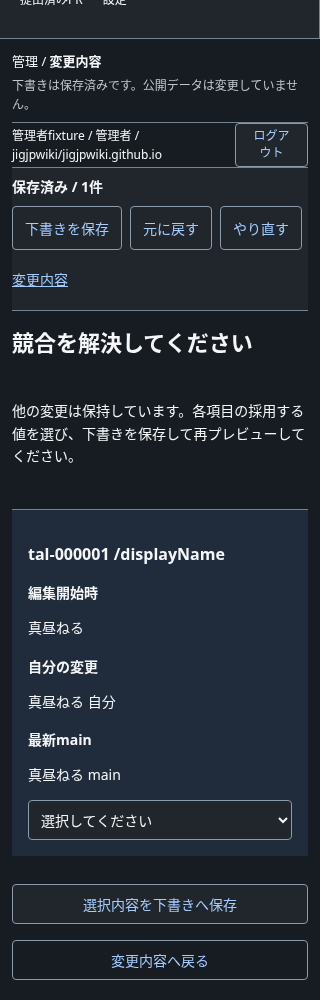 提出済みPR 設定
管理 / 変更内容
下書きは保存済みです。公開データは変更していませ
ん。
管理者fixture / 管理者 /
jigjpwiki/jigjpwiki.github.io
ログア
ウト
保存済み / 1件
下書きを保存 元に戻す やり直す
変更内容
競合を解決してください
他の変更は保持しています。各項目の採用する
値を選び、下書きを保存して再プレビューして
ください。
tal-000001 /displayName
編集開始時
真昼ねる
自分の変更
真昼ねる 自分
最新main
真昼ねる main
選択してください
選択内容を下書きへ保存
変更内容へ戻る